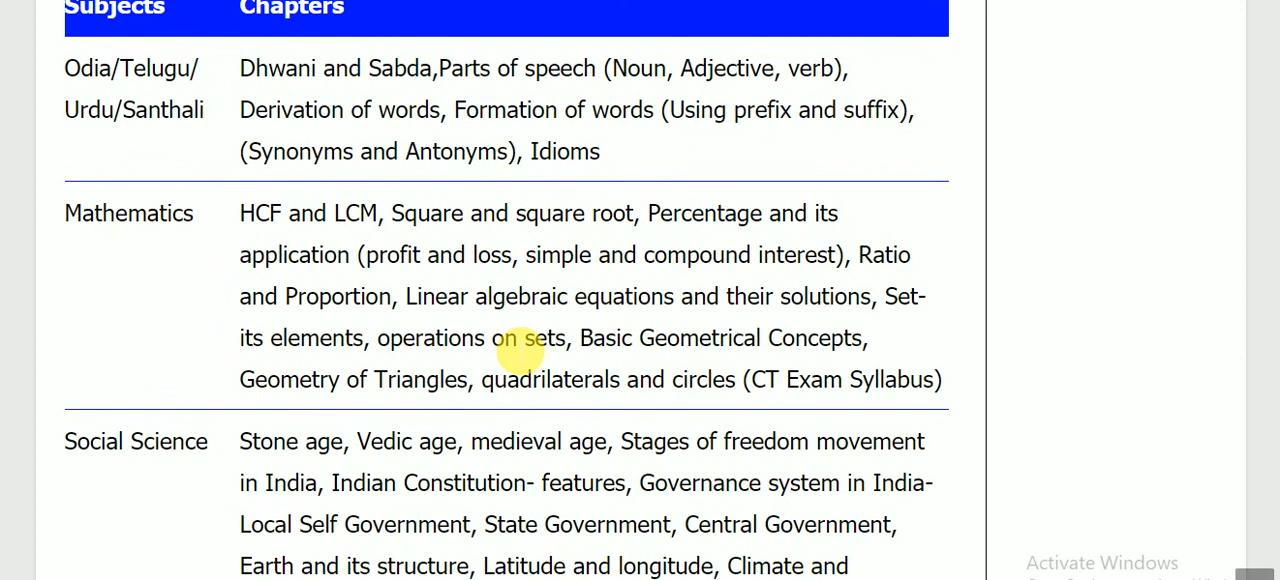 Subjects Chapters
Odia/Telugu/ Dhwani and Sabda,Parts of speech (Noun, Adjective, verb),
Urdu/Santhali Derivation of words, Formation of words (Using prefix and suffix),
(Synonyms and Antonyms), Idioms
Mathematics HCF and LCM, Square and square root, Percentage and its
application (profit and loss, simple and compound interest), Ratio
and Proportion, Linear algebraic equations and their solutions, Set-
its elements, operations on sets, Basic Geometrical Concepts,
Geometry of Triangles, quadrilaterals and circles (CT Exam Syllabus)
Social Science Stone age, Vedic age, medieval age, Stages of freedom movement
in India, Indian Constitution- features, Governance system in India-
Local Self Government, State Government, Central Government,
Earth and its structure, Latitude and longitude, Climate and
Activate Windows